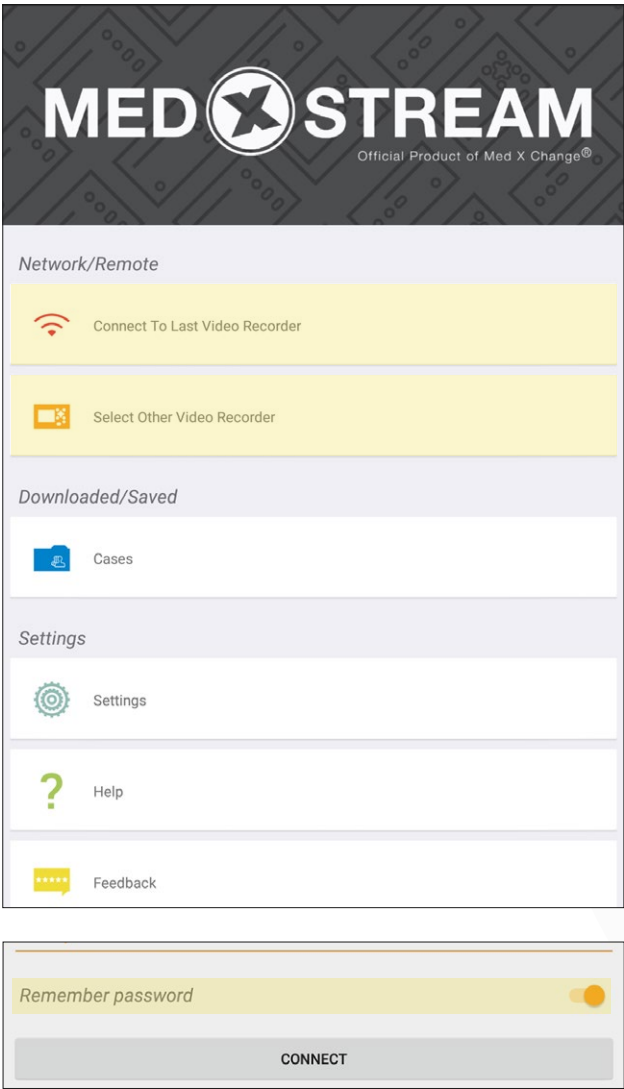 MED X STREAM
Official Product of Med X Change®
Network/Remote
Connect To Last Video Recorder
Select Other Video Recorder
Downloaded/Saved
Cases
Settings
Settings
?
Help
Feedback
Remember password
CONNECT